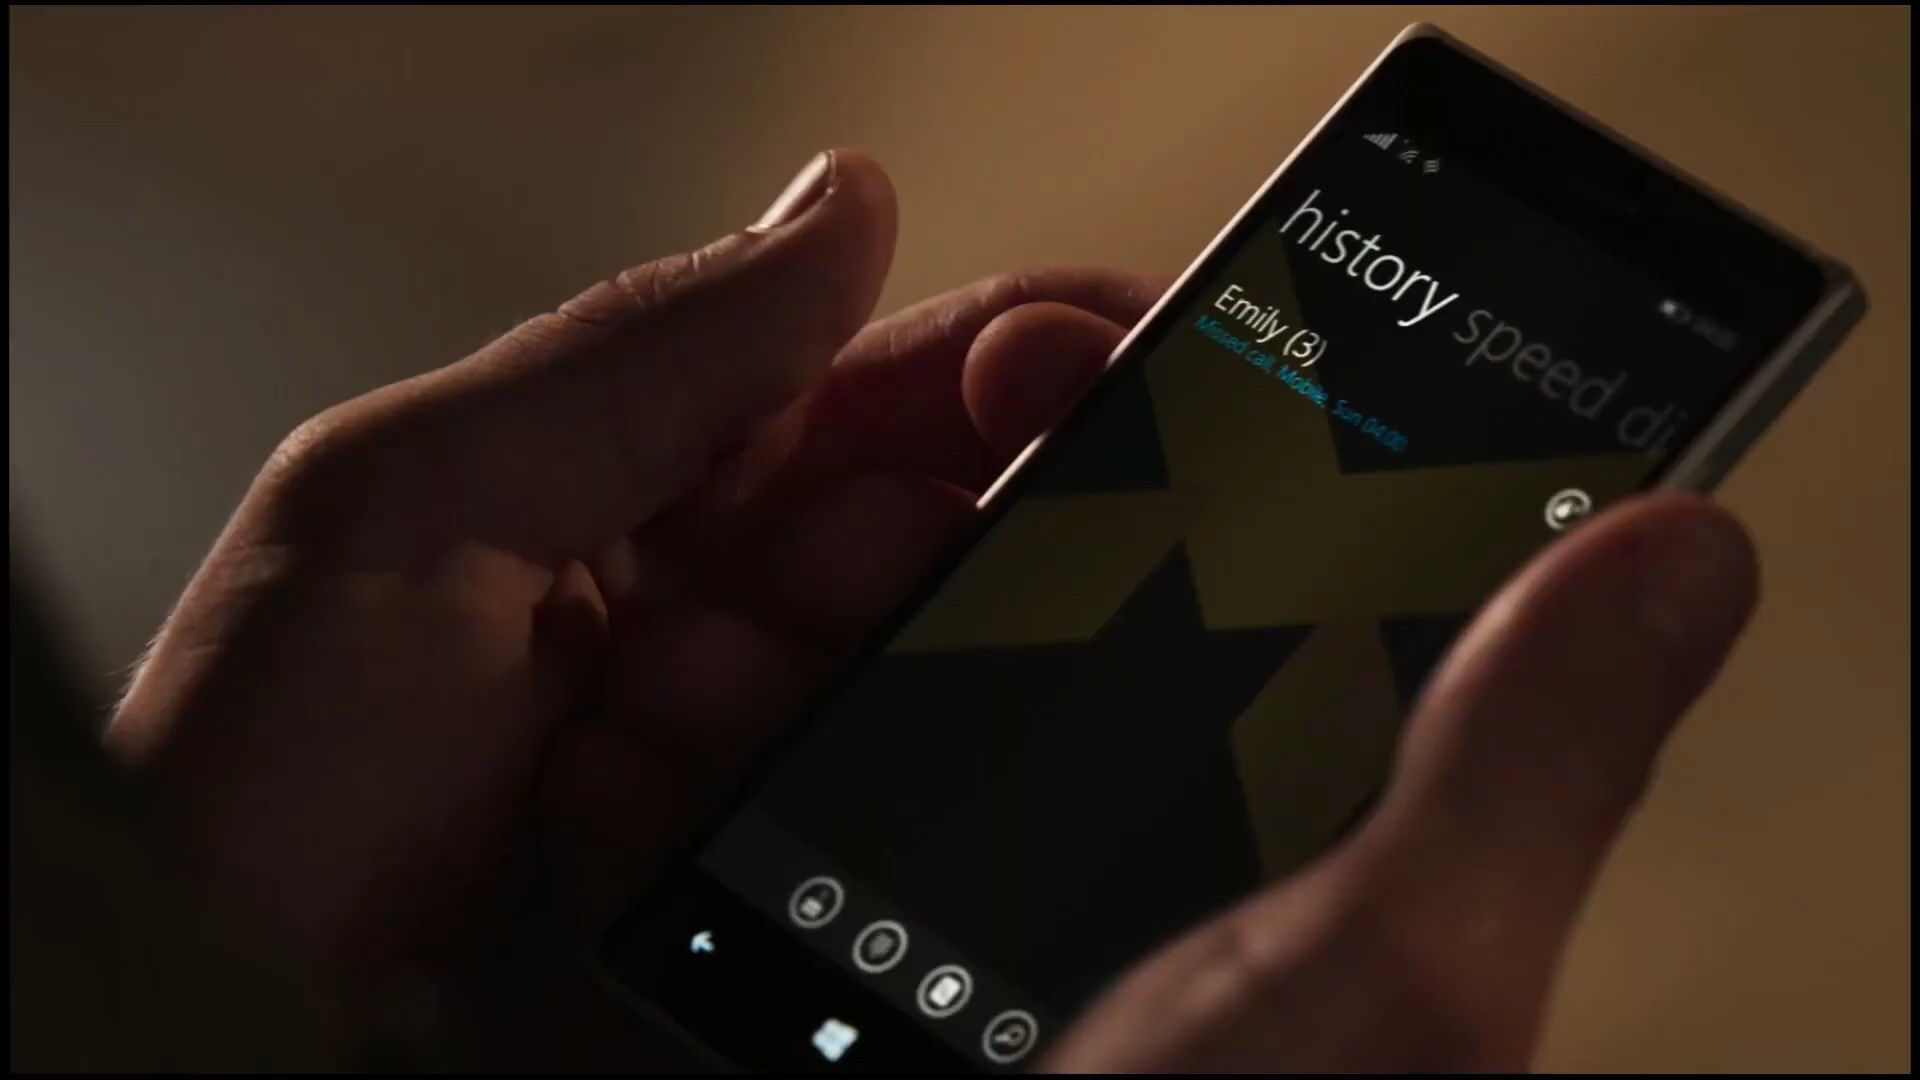 history speed di
Emily (3)
Missed call, Mobile, Sun 04:00